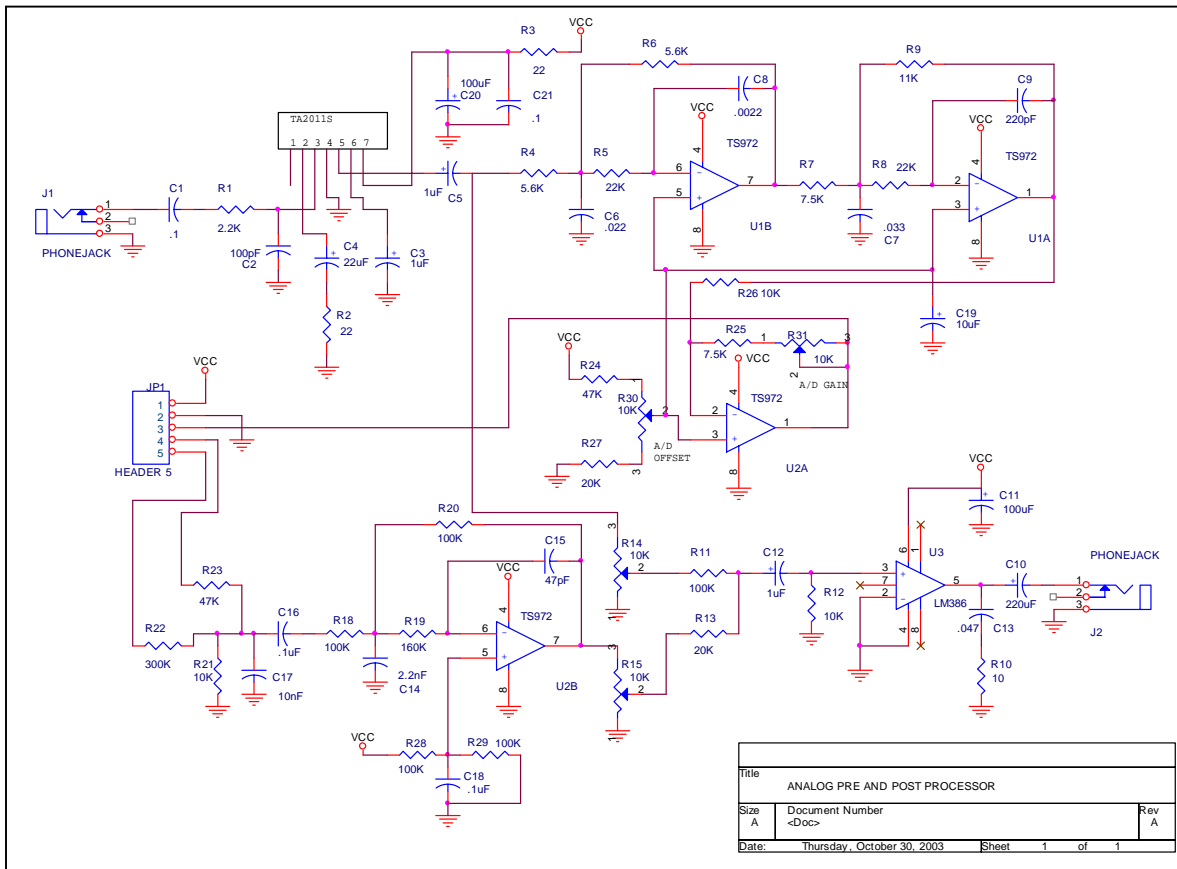 VCC
R3
22
100uF
C20
C21
.1
R6
5.6K
C8
.0022
R9
11K
C9
220pF
TA2011S
1 2 3 4 5 6 7
VCC
4
TS972
6
5
7
8
U1B
VCC
4
TS972
2
3
1
8
U1A
R4
5.6K
R5
22K
C6
.022
R7
7.5K
R8
22K
.033
C7
1uF
C5
J1
1
2
3
PHONEJACK
C1
.1
R1
2.2K
100pF
C2
C4
22uF
C3
1uF
R2
22
R26 10K
C19
10uF
R25
7.5K
1
R31
3
10K
2
A/D GAIN
VCC
R24
47K
1
R30
10K
2
A/D
OFFSET
3
R27
20K
VCC
4
TS972
2
3
1
8
U2A
VCC
JP1
1
2
3
4
5
HEADER 5
R20
100K
C15
47pF
R23
47K
R22
300K
R21
10K
C16
.1uF
C17
10nF
R18
100K
R19
160K
2.2nF
C14
VCC
4
TS972
6
5
7
8
U2B
VCC
R28
100K
R29
100K
C18
.1uF
3
R14
10K
2
1
3
R15
10K
2
1
R11
100K
R13
20K
C12
1uF
R12
10K
VCC
C11
100uF
6
1
U3
3
7
2
5
LM386
4
8
C10
220uF
.047
C13
R10
10
PHONEJACK
1
2
3
J2
Title
ANALOG PRE AND POST PROCESSOR
Size
A
Document Number
<Doc>
Rev
A
Date: Thursday, October 30, 2003 Sheet 1 of 1